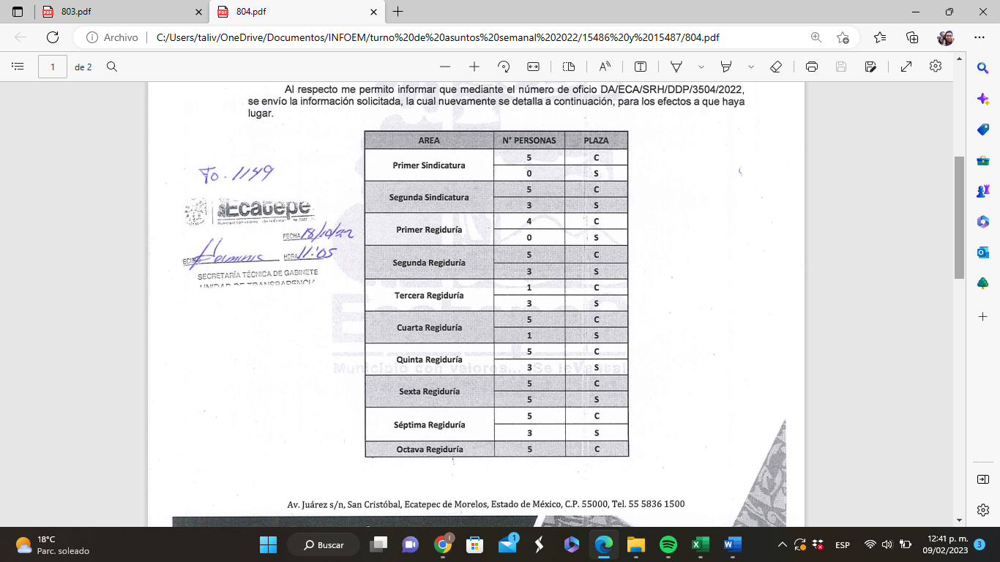 803.pdf
804.pdf
Archivo
C:/Users/taliv/OneDrive/Documentos/INFOEM/turno%20de%20asuntos%20semanal%202022/15486%20y%2015487/804.pdf
1
de 2
Al respecto me permito informar que mediante el número de oficio DA/ECA/SRH/DDP/3504/2022,
se envío la información solicitada, la cual nuevamente se detalla a continuación, para los efectos a que haya
lugar.
AREA N° PERSONAS PLAZA
Primer Sindicatura 5 C
0 S
Segunda Sindicatura 5 C
3 S
Primer Regiduría 4 C
0 S
Segunda Regiduría 5 C
3 S
Tercera Regiduría 1 C
3 S
Cuarta Regiduría 5 C
1 S
Quinta Regiduría 5 C
3 S
Sexta Regiduría 5 C
5 S
Séptima Regiduría 5 C
3 S
Octava Regiduría 5 C
Fo. 1149
Ecatepe
FECHA 18/10/22
HORA 11:05
SECRETARÍA TÉCNICA DE GABINETE
UNIDAD DE TRANSPARENCIA
Municipio con valores... ¡Se leVanta!
Av. Juárez s/n, San Cristóbal, Ecatepec de Morelos, Estado de México, C.P. 55000, Tel. 55 5836 1500
18°C
Parc. soleado
Buscar
1
ESP
12:41 p. m.
09/02/2023
3